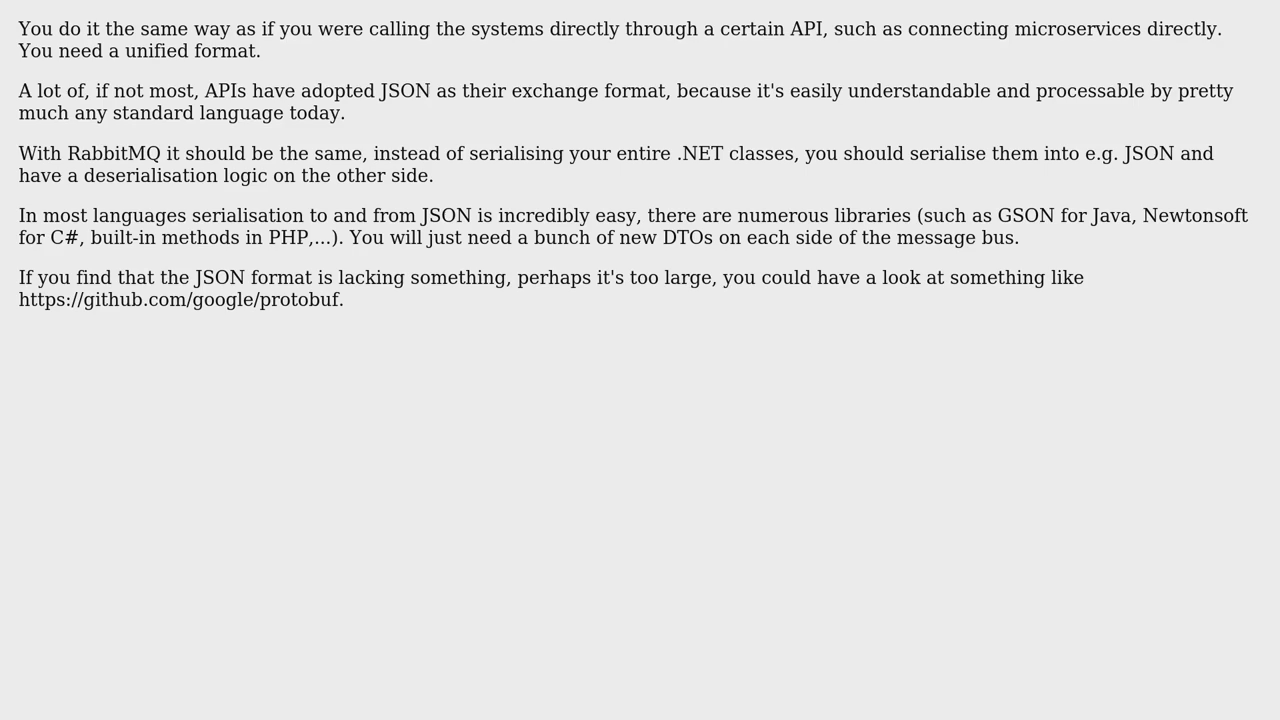 You do it the same way as if you were calling the systems directly through a certain API, such as connecting microservices directly.
You need a unified format.
A lot of, if not most, APIs have adopted JSON as their exchange format, because it's easily understandable and processable by pretty
much any standard language today.
With RabbitMQ it should be the same, instead of serialising your entire .NET classes, you should serialise them into e.g. JSON and
have a deserialisation logic on the other side.
In most languages serialisation to and from JSON is incredibly easy, there are numerous libraries (such as GSON for Java, Newtonsoft
for C#, built-in methods in PHP,...). You will just need a bunch of new DTOs on each side of the message bus.
If you find that the JSON format is lacking something, perhaps it's too large, you could have a look at something like
https://github.com/google/protobuf.